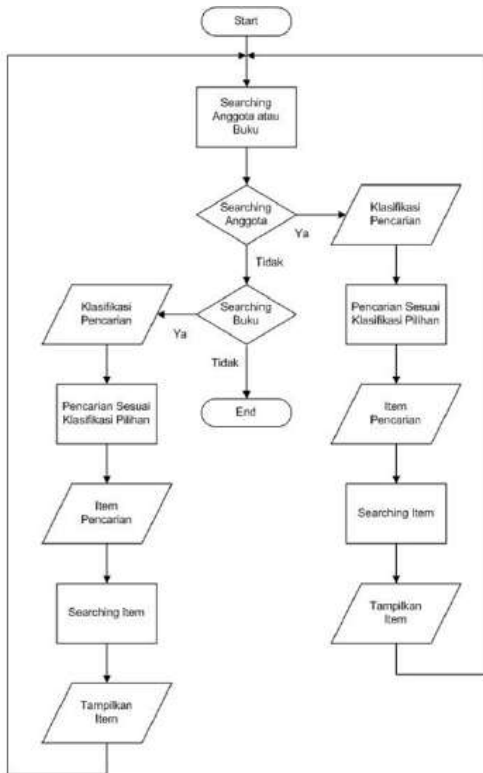 Start
Searching
Anggota atau
Buku
Searching
Anggota
Ya
Tidak
Klasifikasi
Pencarian
Pencarian Sesuai
Klasifikasi Pilihan
Item
Pencarian
Searching Item
Tampilkan
Item
Searching
Buku
Ya
Tidak
End
Klasifikasi
Pencarian
Pencarian Sesuai
Klasifikasi Pilihan
Item
Pencarian
Searching Item
Tampilkan
Item